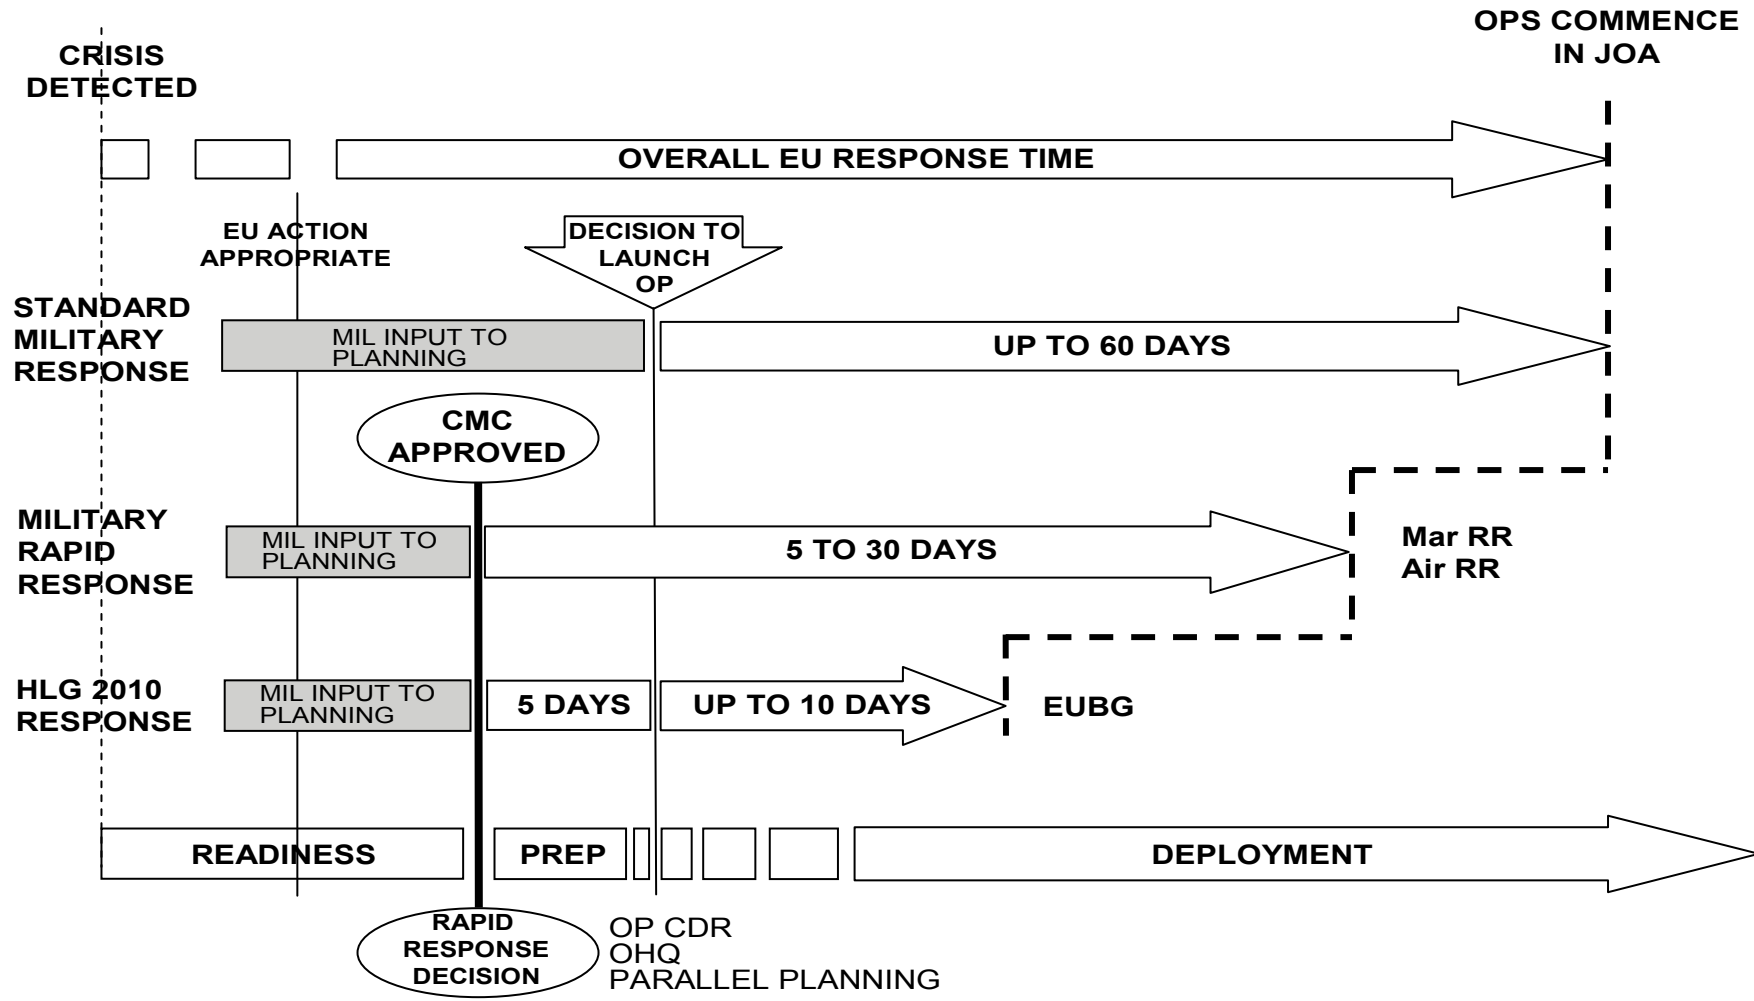 OPS COMMENCE
IN JOA
CRISIS
DETECTED
OVERALL EU RESPONSE TIME
EU ACTION
APPROPRIATE
DECISION TO
LAUNCH
OP
STANDARD
MILITARY
RESPONSE
MIL INPUT TO
PLANNING
UP TO 60 DAYS
CMC
APPROVED
MILITARY
RAPID
RESPONSE
MIL INPUT TO
PLANNING
5 TO 30 DAYS
Mar RR
Air RR
HLG 2010
RESPONSE
MIL INPUT TO
PLANNING
5 DAYS
UP TO 10 DAYS
EUBG
READINESS
PREP
DEPLOYMENT
RAPID
RESPONSE
DECISION
OP CDR
OHQ
PARALLEL PLANNING